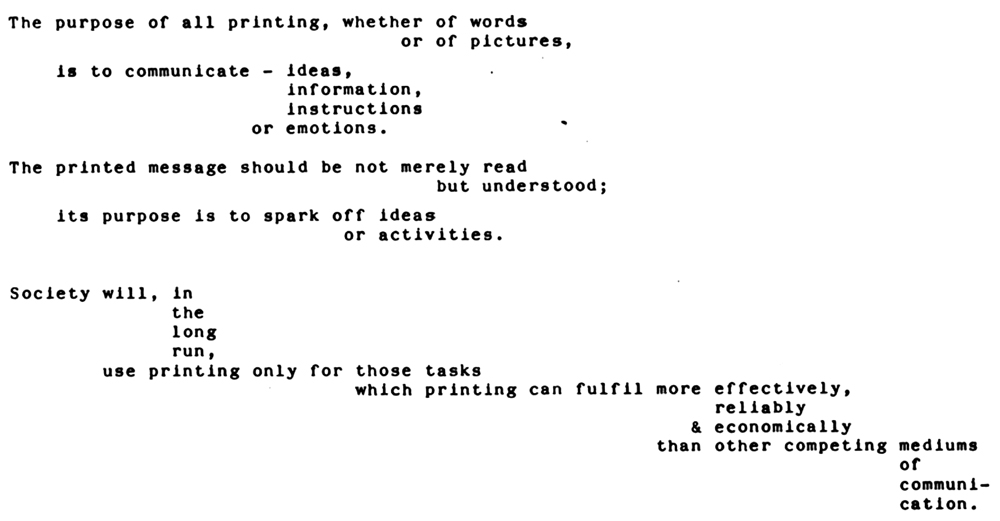 The purpose of all printing, whether of words
or of pictures,
is to communicate – ideas,
information,
instructions
or emotions.
The printed message should be not merely read
but understood;
its purpose is to spark off ideas
or activities.
Society will, in
the
long
run,
use printing only for those tasks
which printing can fulfil more effectively,
reliably
& economically
than other competing mediums
of
communi–
cation.